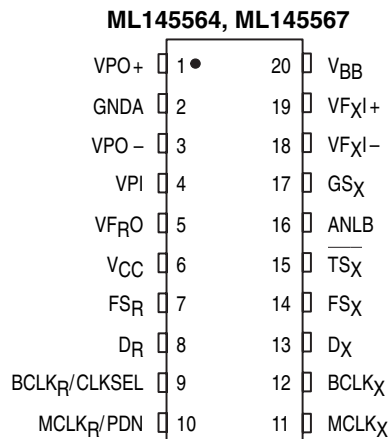 ML145564, ML145567
VPO+ 1 20 VBB
GNDA 2 19 VFXI+
VPO– 3 18 VFXI–
VPI 4 17 GSX
VFRO 5 16 ANLB
VCC 6 15 TSX
FSR 7 14 FSX
DR 8 13 DX
BCLKR/CLKSEL 9 12 BCLKX
MCLKR/PDN 10 11 MCLKX